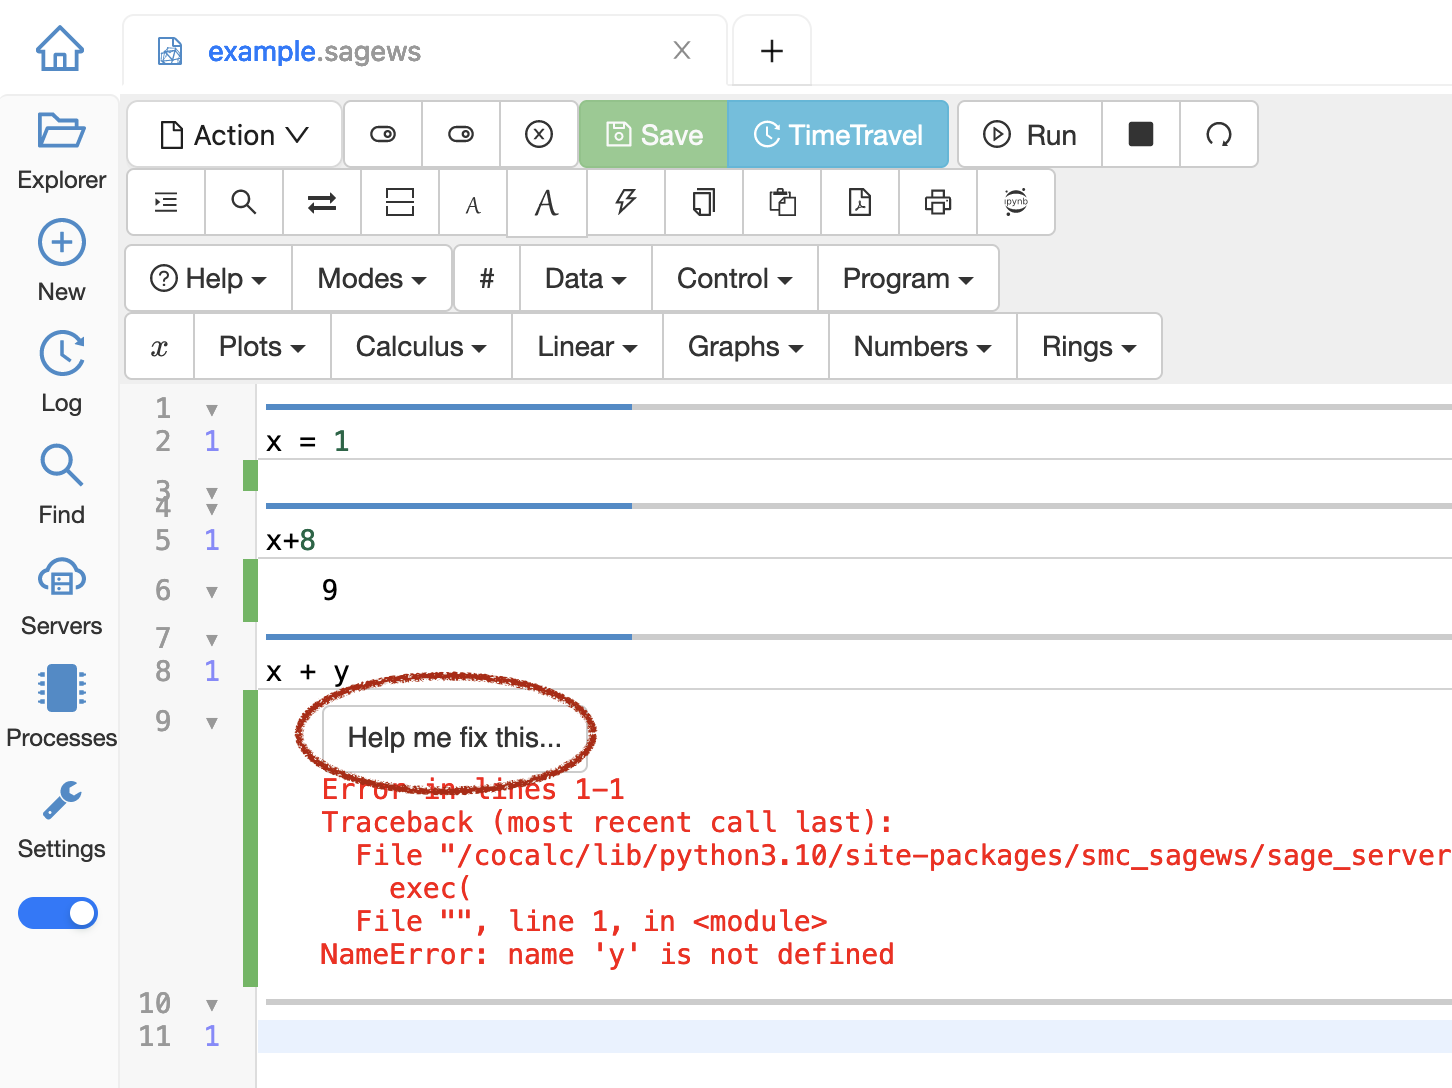 example.sagews X +
Explorer
New
Log
Find
Servers
Processes
Settings
Action Save TimeTravel Run
A A ipynb
? Help Modes # Data Control Program
x Plots Calculus Linear Graphs Numbers Rings
1
2 1 x = 1
3
4
5 1 x+8
6 9
7
8 1 x + y
9 Help me fix this...
Error in lines 1-1
Traceback (most recent call last):
File "/cocalc/lib/python3.10/site-packages/smc_sagews/sage_server
exec(
File "", line 1, in <module>
NameError: name 'y' is not defined
10
11 1